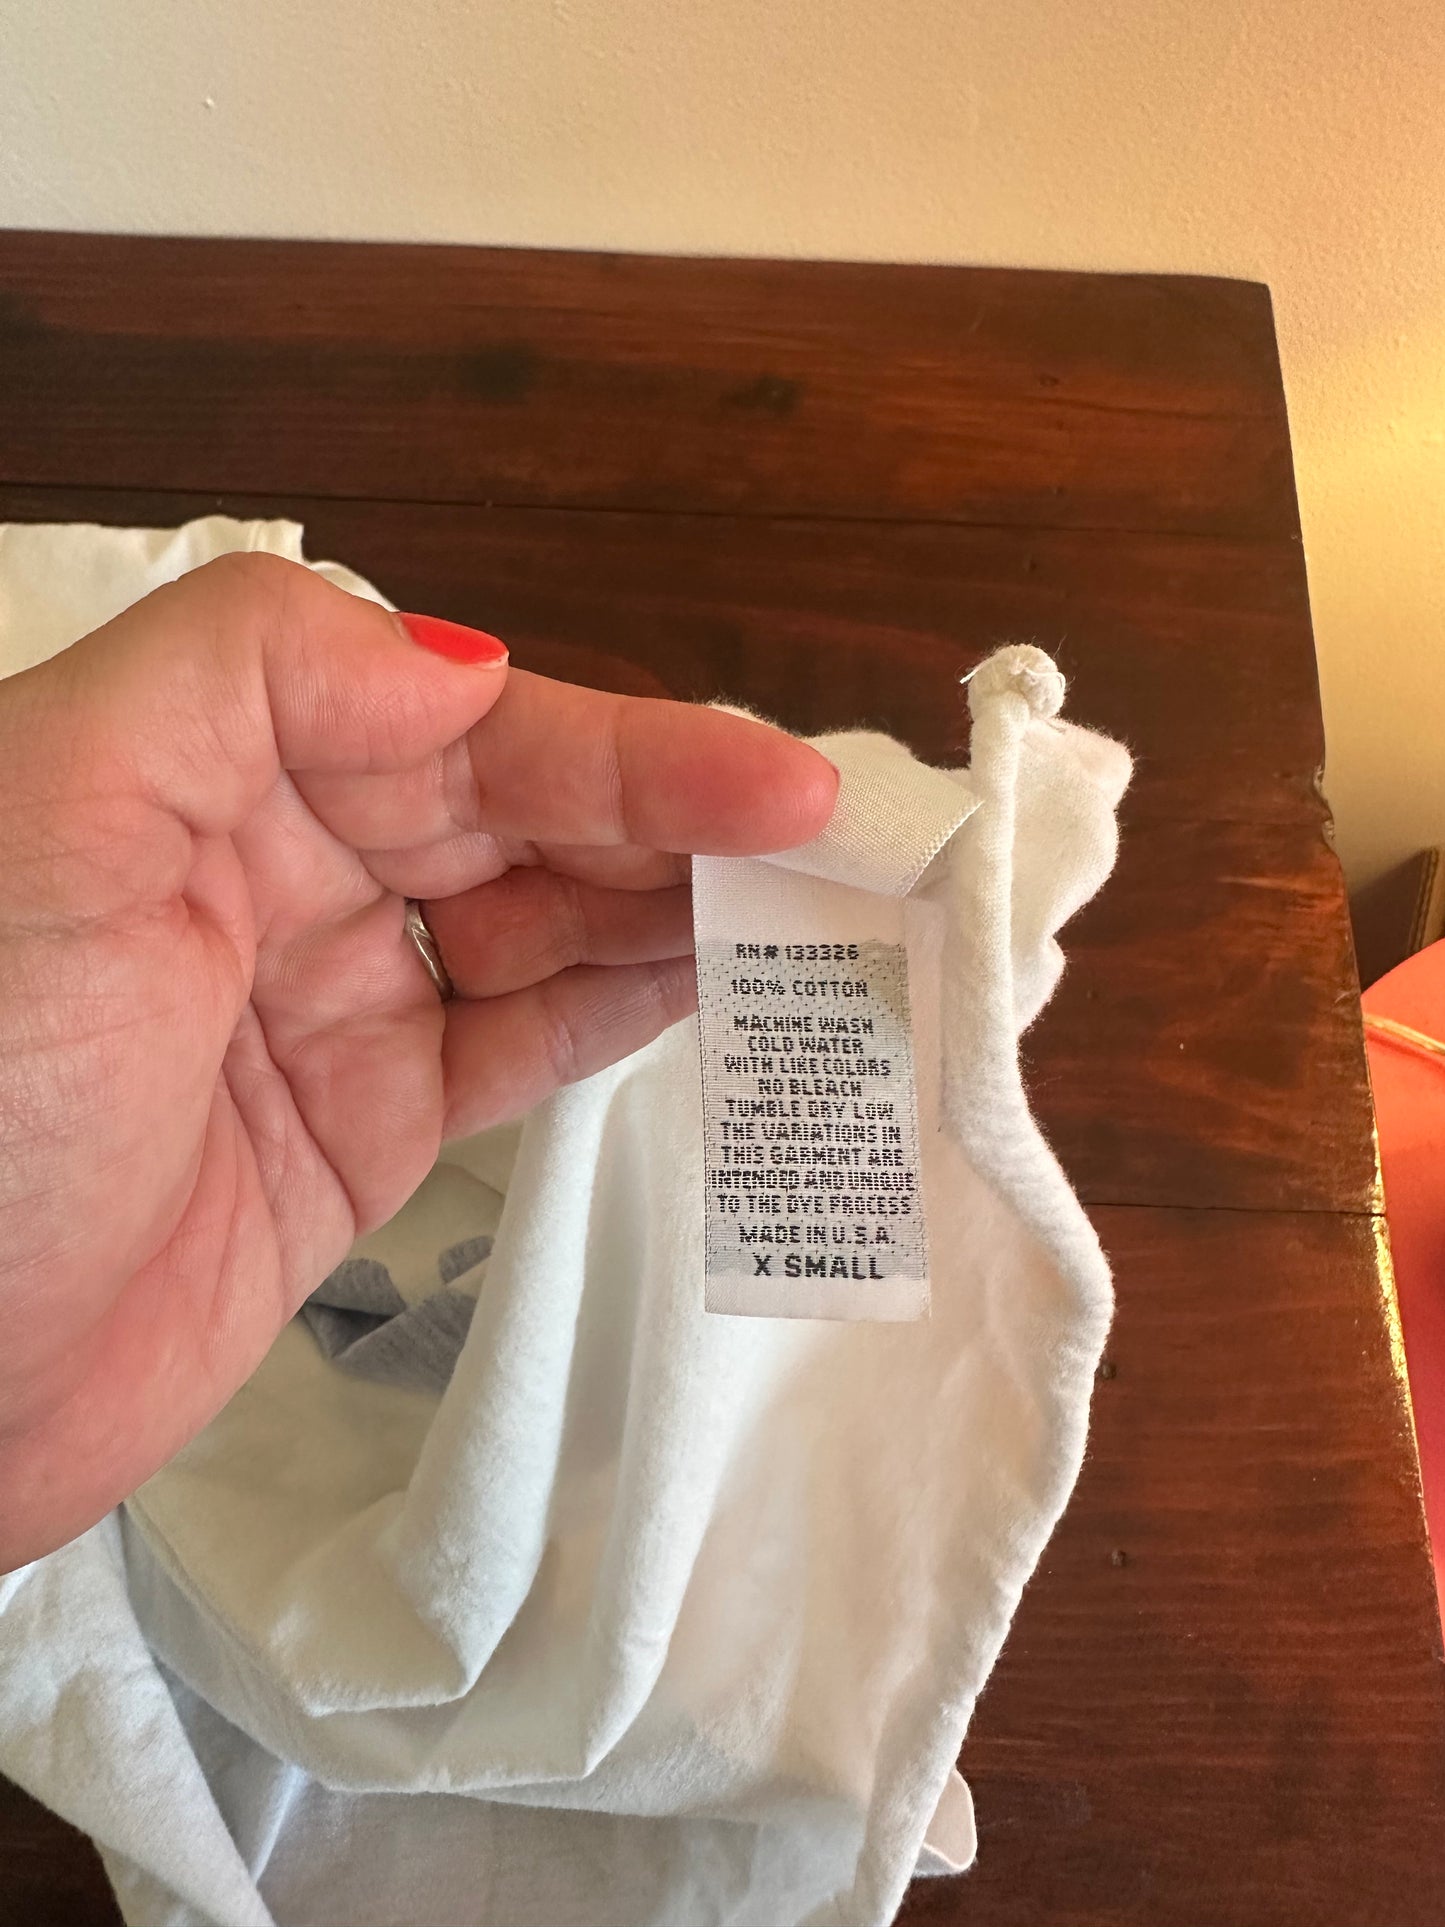 RN# 133326
100% COTTON
MACHINE WASH
COLD WATER
WITH LIKE COLORS
NO BLEACH
TUMBLE DRY LOW
THE VARIATIONS IN
THIS GARMENT ARE
INTENDED AND UNIQUE
TO THE DYE PROCESS
MADE IN U.S.A.
X SMALL